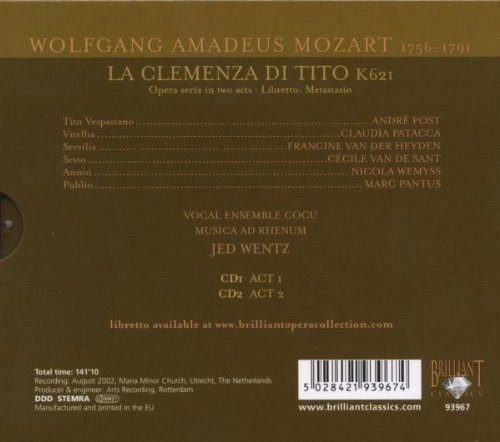 WOLFGANG AMADEUS MOZART 1756–1791
LA CLEMENZA DI TITO K621
Opera seria in two acts · Libretto: Metastasio
Tito Vespasiano ANDRÉ POST
Vitellia CLAUDIA PATACCA
Servilia FRANCINE VAN DER HEYDEN
Sesto CÉCILE VAN DE SANT
Annio NICOLA WEMYSS
Publio MARC PANTUS
VOCAL ENSEMBLE COCU
MUSICA AD RHENUM
JED WENTZ
CD1 ACT 1
CD2 ACT 2
libretto available at www.brilliantoperacollection.com
Total time: 141'10
Recording: August 2002, Maria Minor Church, Utrecht, The Netherlands
Producer & engineer: Arts Recording, Rotterdam
DDD STEMRA
Manufactured and printed in the EU
5 028421 939674
www.brilliantclassics.com
BRILLIANT
CLASSICS
93967